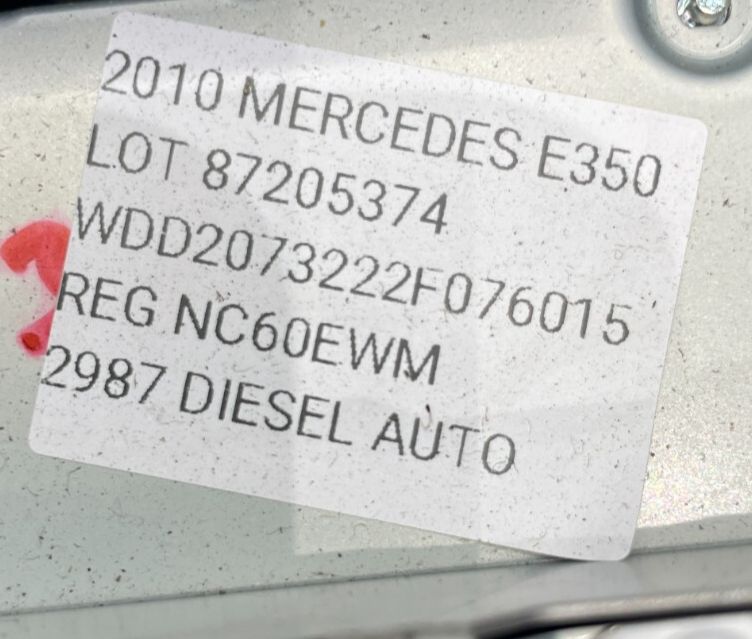 2010 MERCEDES E350
LOT 87205374
WDD2073222F076015
REG NC60EWM
2987 DIESEL AUTO